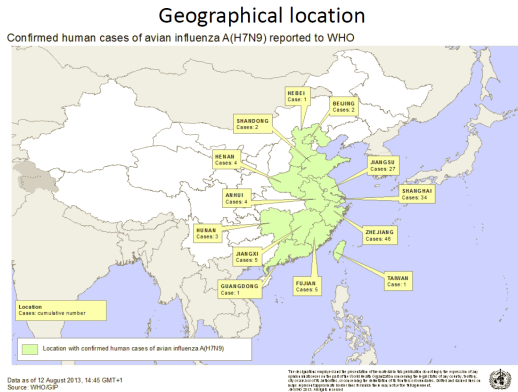 Geographical location
Confirmed human cases of avian influenza A(H7N9) reported to WHO
HEBEI
Case: 1
BEIJING
Cases: 2
SHANDONG
Cases: 2
HENAN
Cases: 4
JIANGSU
Cases: 27
SHANGHAI
Cases: 34
ANHUI
Cases: 4
HUNAN
Cases: 3
ZHEJIANG
Cases: 46
JIANGXI
Cases: 5
GUANGDONG
Case: 1
FUJIAN
Cases: 5
TAIWAN
Case: 1
Location
Cases: cumulative number
Location with confirmed human cases of avian influenza A(H7N9)
Data as of 12 August 2013, 14:45 GMT+1
Source: WHO/GIP